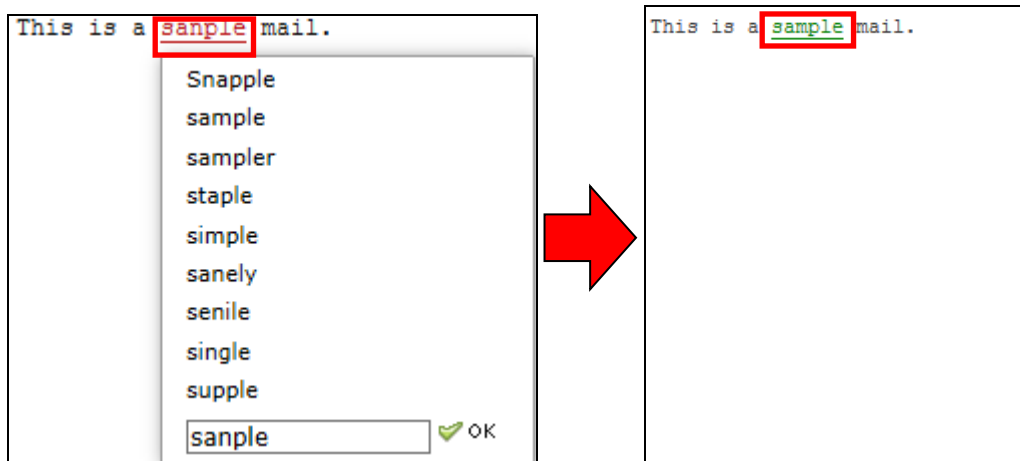 This is a sanple mail.
Snapple
sample
sampler
staple
simple
sanely
senile
single
supple
sanple OK
This is a sample mail.